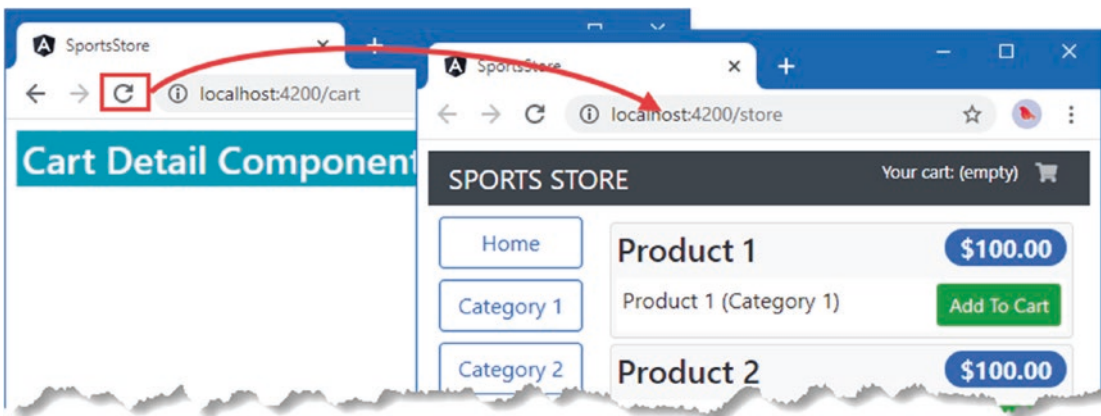 SportsStore
localhost:4200/cart
Cart Detail Component
SportsStore
localhost:4200/store
SPORTS STORE
Your cart: (empty)
Home
Category 1
Category 2
Product 1
$100.00
Product 1 (Category 1)
Add To Cart
Product 2
$100.00